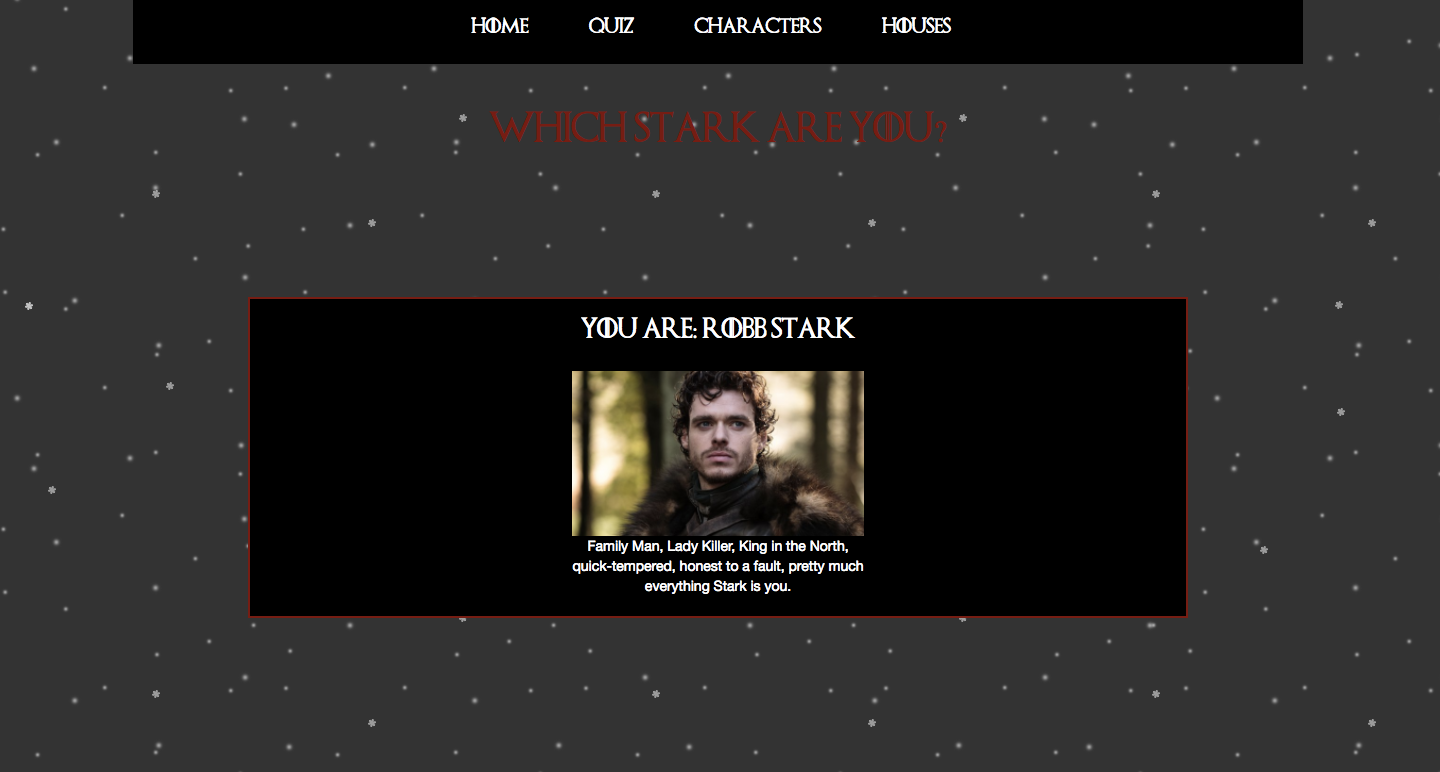 HOME QUIZ CHARACTERS HOUSES
WHICH STARK ARE YOU?
YOU ARE: ROBB STARK
Family Man, Lady Killer, King in the North,
quick-tempered, honest to a fault, pretty much
everything Stark is you.